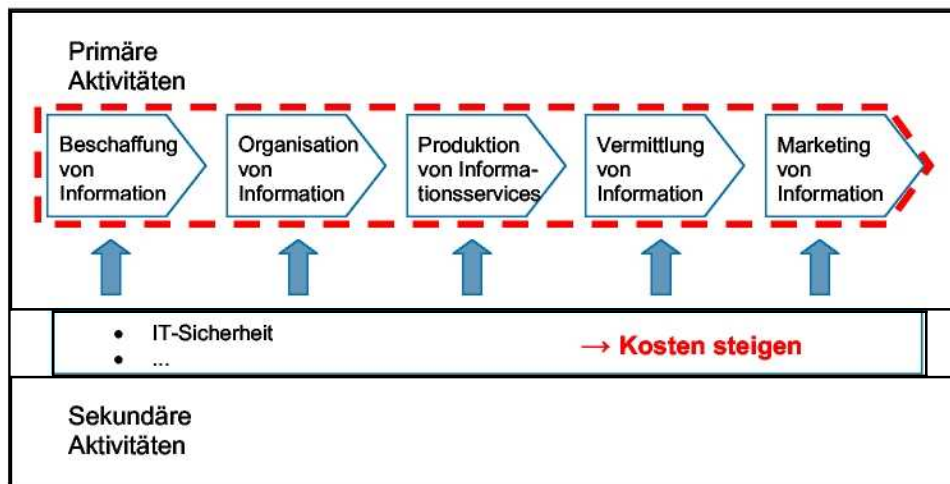 Primäre
Aktivitäten
Beschaffung
von
Information
Organisation
von
Information
Produktion
von Informa-
tionsservices
Vermittlung
von
Information
Marketing
von
Information
• IT-Sicherheit
• ...
→ Kosten steigen
Sekundäre
Aktivitäten